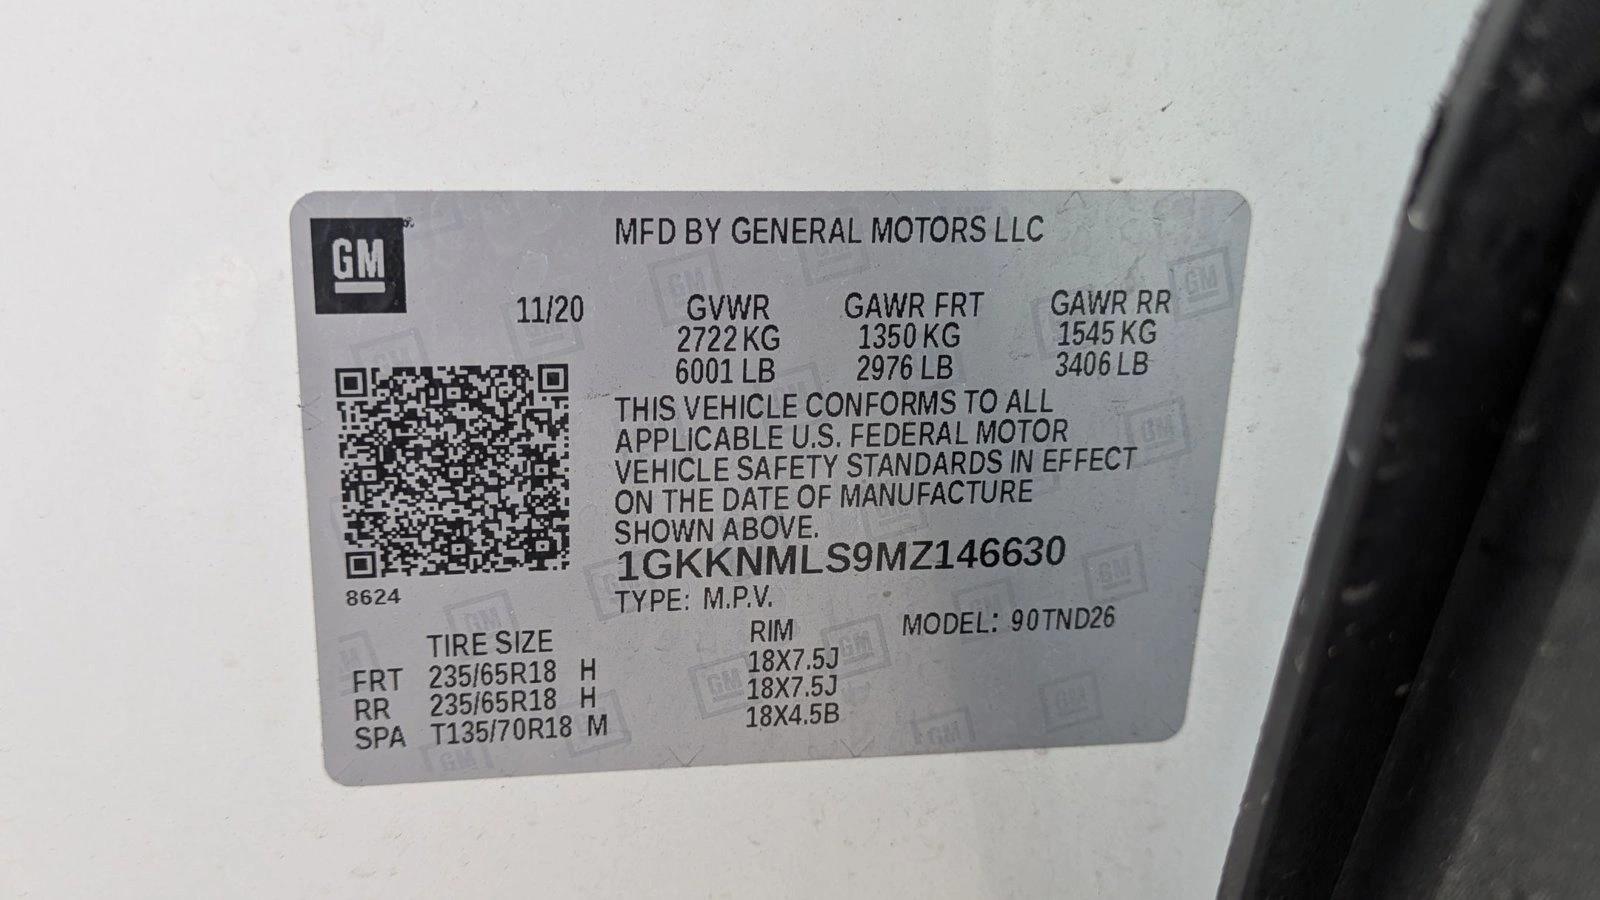 GM
MFD BY GENERAL MOTORS LLC
11/20 GVWR GAWR FRT GAWR RR
2722 KG 1350 KG 1545 KG
6001 LB 2976 LB 3406 LB
THIS VEHICLE CONFORMS TO ALL
APPLICABLE U.S. FEDERAL MOTOR
VEHICLE SAFETY STANDARDS IN EFFECT
ON THE DATE OF MANUFACTURE
SHOWN ABOVE.
1GKKNMLS9MZ146630
8624
TYPE: M.P.V. MODEL: 90TND26
TIRE SIZE RIM
FRT 235/65R18 H 18X7.5J
RR 235/65R18 H 18X7.5J
SPA T135/70R18 M 18X4.5B